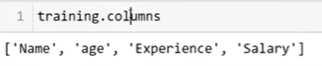 1 training.columns
['Name', 'age', 'Experience', 'Salary']